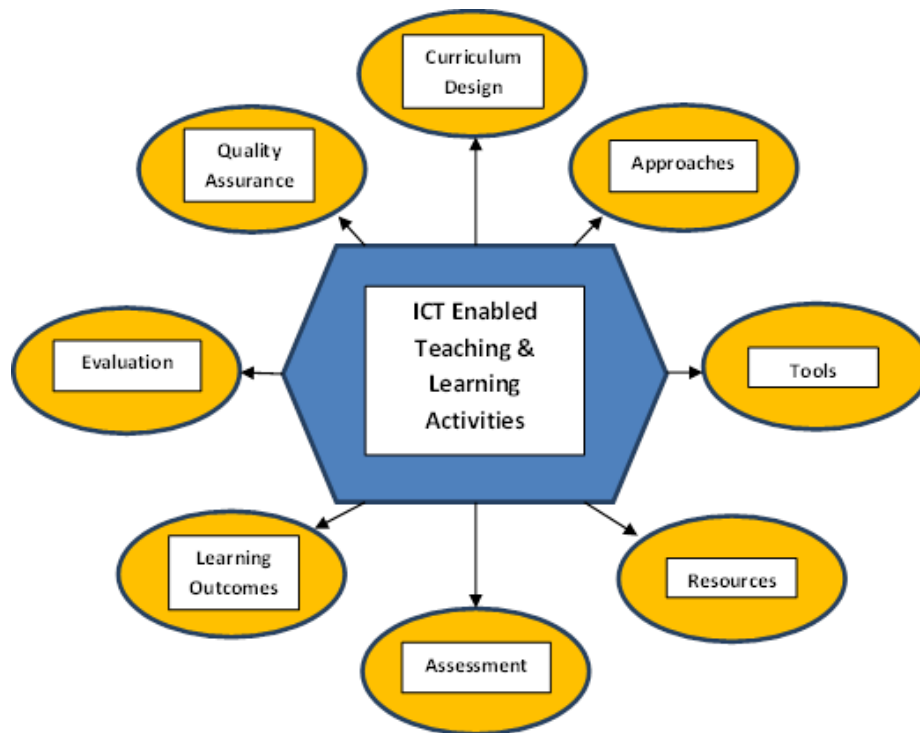 Curriculum
Design
Quality
Assurance
Approaches
ICT Enabled
Teaching &
Learning
Activities
Evaluation
Tools
Learning
Outcomes
Resources
Assessment